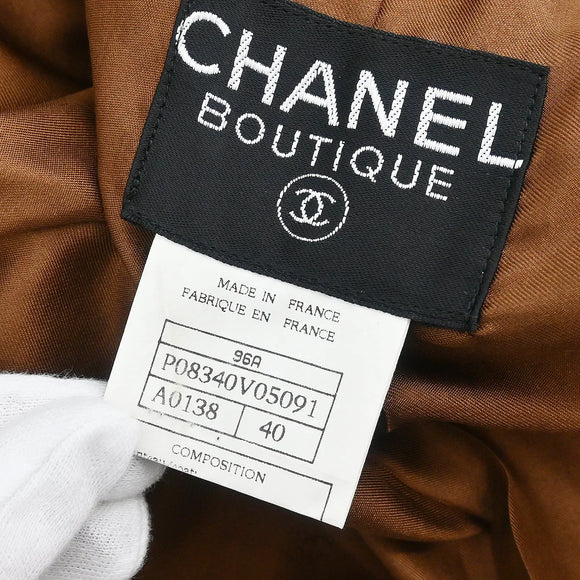 CHANEL
BOUTIQUE
MADE IN FRANCE
FABRIQUE EN FRANCE
96A
P08340V05091
A0138 40
COMPOSITION